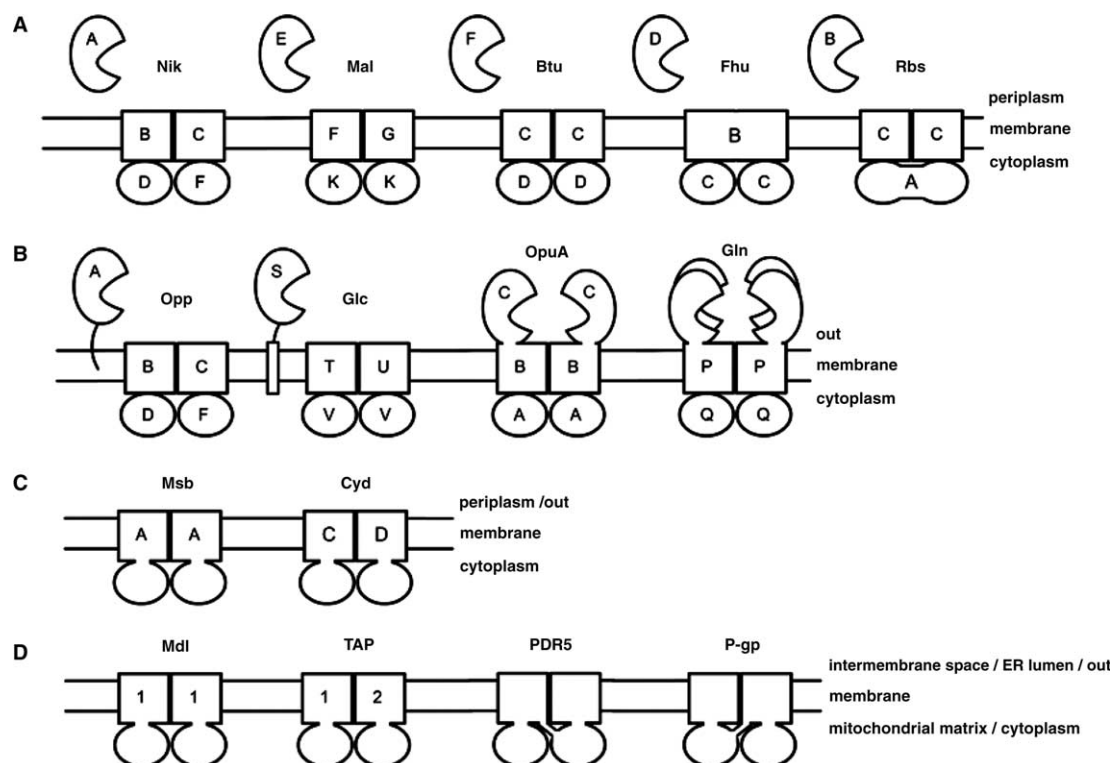 A
A E F D B
Nik Mal Btu Fhu Rbs
periplasm
B C F G C C B C C membrane
cytoplasm
D F K K D D C C A
B
OpuA Gln
A S C C
Opp Glc
out
B C T U B B P P membrane
cytoplasm
D F V V A A Q Q
C
Msb Cyd
periplasm /out
A A C D membrane
cytoplasm
D
Mdl TAP PDR5 P-gp
intermembrane space / ER lumen / out
1 1 1 2 membrane
mitochondrial matrix / cytoplasm